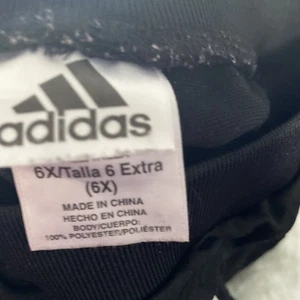 adidas
6X/Talla 6 Extra
(6X)
MADE IN CHINA
HECHO EN CHINA
BODY/CUERPO:
100% POLYESTER/POLIÉSTER